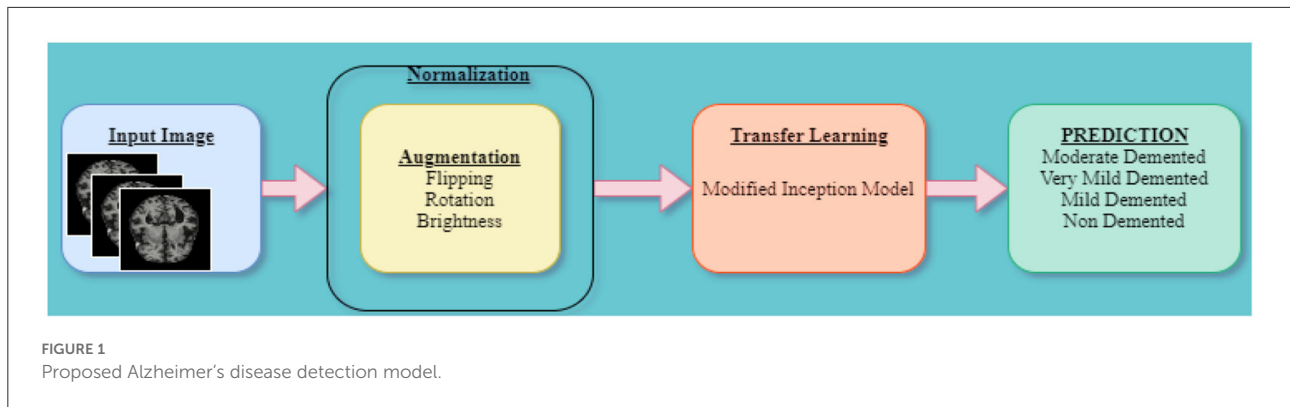 Input Image
Normalization
Augmentation
Flipping
Rotation
Brightness
Transfer Learning
Modified Inception Model
PREDICTION
Moderate Demented
Very Mild Demented
Mild Demented
Non Demented
FIGURE 1
Proposed Alzheimer's disease detection model.